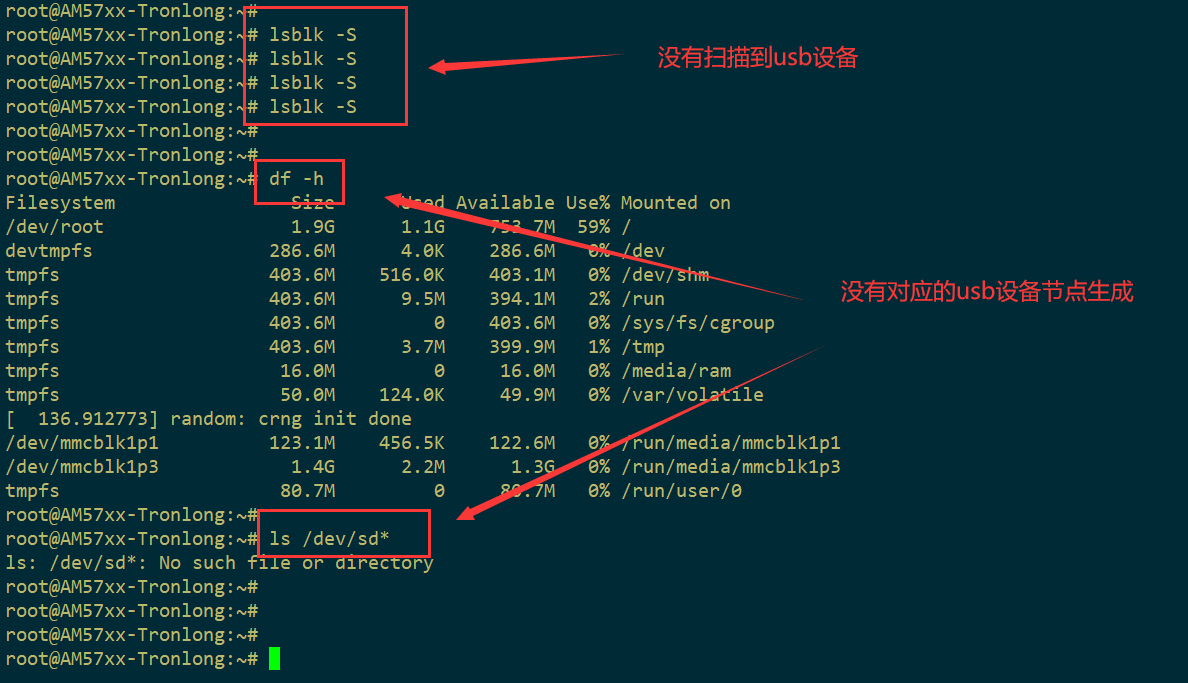 root@AM57xx-Tronlong:~#
root@AM57xx-Tronlong:~# lsblk -S
root@AM57xx-Tronlong:~# lsblk -S
没有扫描到usb设备
root@AM57xx-Tronlong:~# lsblk -S
root@AM57xx-Tronlong:~# lsblk -S
root@AM57xx-Tronlong:~#
root@AM57xx-Tronlong:~#
root@AM57xx-Tronlong:~# df -h
Filesystem Size Used Available Use% Mounted on
/dev/root 1.9G 1.1G 753.7M 59% /
devtmpfs 286.6M 4.0K 286.6M 0% /dev
tmpfs 403.6M 516.0K 403.1M 0% /dev/shm
没有对应的usb设备节点生成
tmpfs 403.6M 9.5M 394.1M 2% /run
tmpfs 403.6M 0 403.6M 0% /sys/fs/cgroup
tmpfs 403.6M 3.7M 399.9M 1% /tmp
tmpfs 16.0M 0 16.0M 0% /media/ram
tmpfs 50.0M 124.0K 49.9M 0% /var/volatile
[  136.912773] random: crng init done
/dev/mmcblk1p1 123.1M 456.5K 122.6M 0% /run/media/mmcblk1p1
/dev/mmcblk1p3 1.4G 2.2M 1.3G 0% /run/media/mmcblk1p3
tmpfs 80.7M 0 80.7M 0% /run/user/0
root@AM57xx-Tronlong:~#
root@AM57xx-Tronlong:~# ls /dev/sd*
ls: /dev/sd*: No such file or directory
root@AM57xx-Tronlong:~#
root@AM57xx-Tronlong:~#
root@AM57xx-Tronlong:~#
root@AM57xx-Tronlong:~#